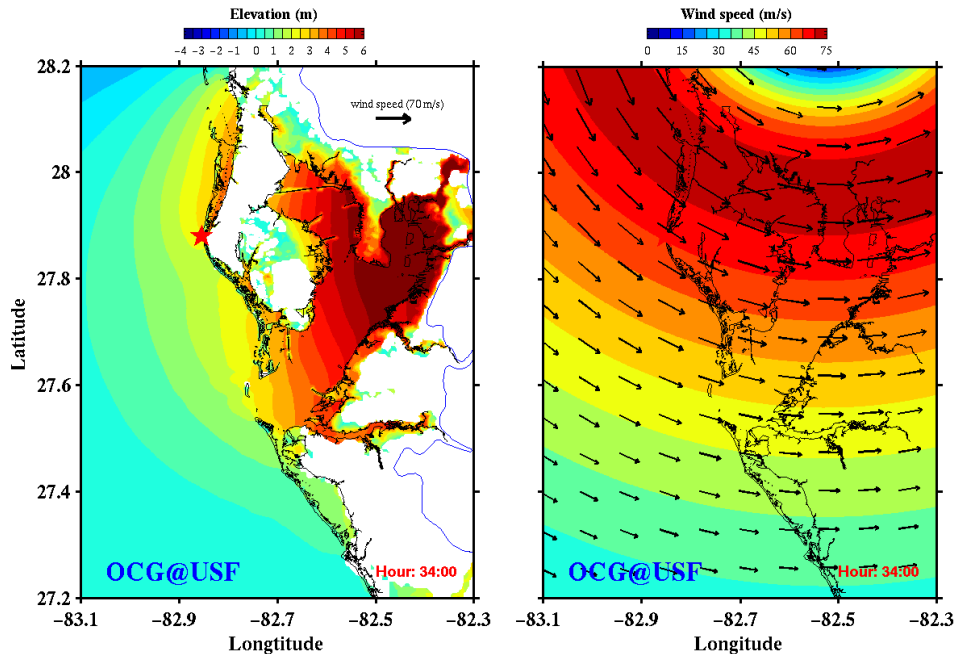 Elevation (m)
−4 −3 −2 −1 0 1 2 3 4 5 6
28.2
28
27.8
27.6
27.4
27.2
Latitude
wind speed (70 m/s)
OCG@USF
Hour: 34:00
−83.1 −82.9 −82.7 −82.5 −82.3
Longtitude
Wind speed (m/s)
0 15 30 45 60 75
OCG@USF
Hour: 34:00
−83.1 −82.9 −82.7 −82.5 −82.3
Longitude